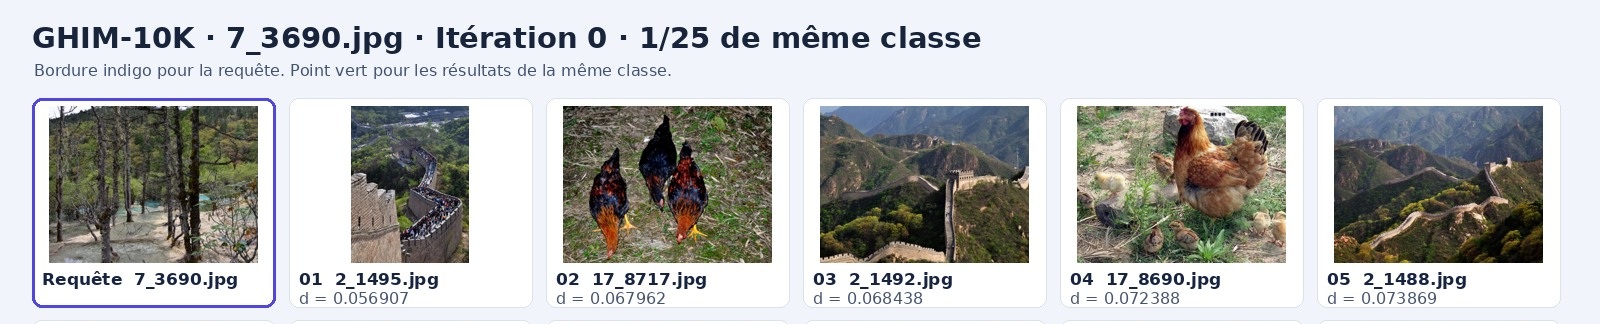 GHIM-10K · 7_3690.jpg · Itération 0 · 1/25 de même classe
Bordure indigo pour la requête. Point vert pour les résultats de la même classe.
Requête 7_3690.jpg
01 2_1495.jpg
d = 0.056907
02 17_8717.jpg
d = 0.067962
03 2_1492.jpg
d = 0.068438
04 17_8690.jpg
d = 0.072388
05 2_1488.jpg
d = 0.073869